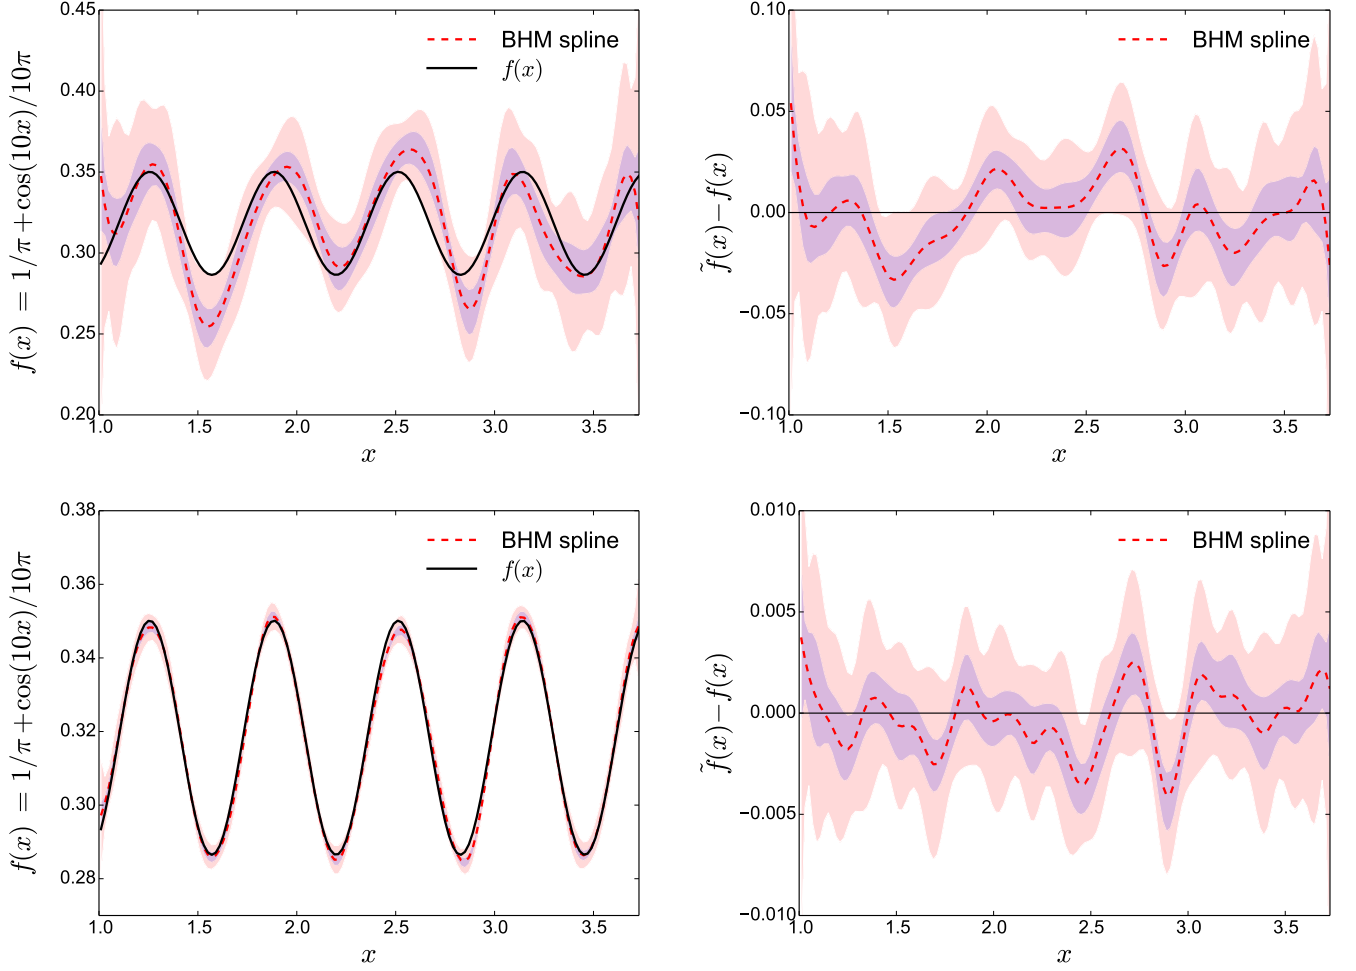 0.45
0.40
0.35
0.30
0.25
0.20
f(x) = 1/π + cos(10x)/10π
BHM spline
f(x)
1.0 1.5 2.0 2.5 3.0 3.5
x
0.10
0.05
0.00
−0.05
−0.10
f̃(x) − f(x)
BHM spline
1.0 1.5 2.0 2.5 3.0 3.5
x
0.38
0.36
0.34
0.32
0.30
0.28
f(x) = 1/π + cos(10x)/10π
BHM spline
f(x)
1.0 1.5 2.0 2.5 3.0 3.5
x
0.010
0.005
0.000
−0.005
−0.010
f̃(x) − f(x)
BHM spline
1.0 1.5 2.0 2.5 3.0 3.5
x